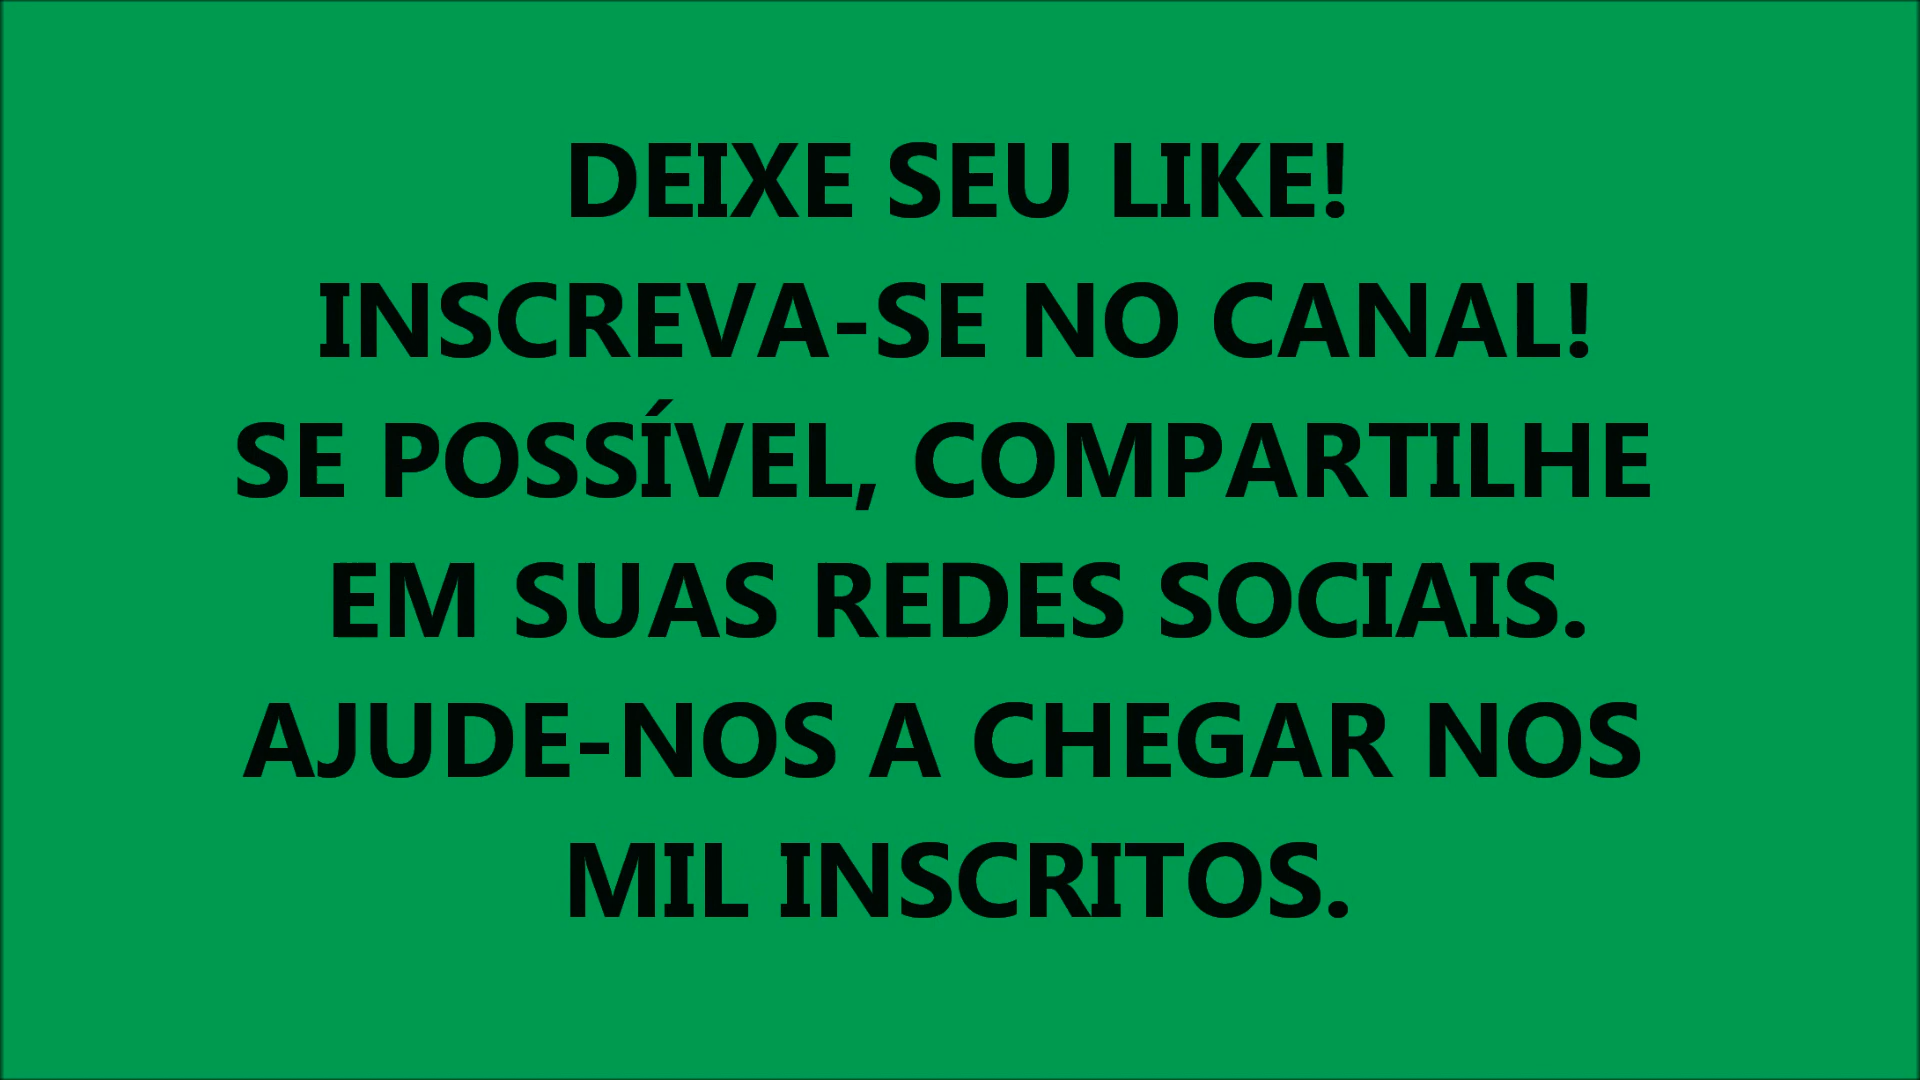 DEIXE SEU LIKE!
INSCREVA-SE NO CANAL!
SE POSSÍVEL, COMPARTILHE
EM SUAS REDES SOCIAIS.
AJUDE-NOS A CHEGAR NOS
MIL INSCRITOS.